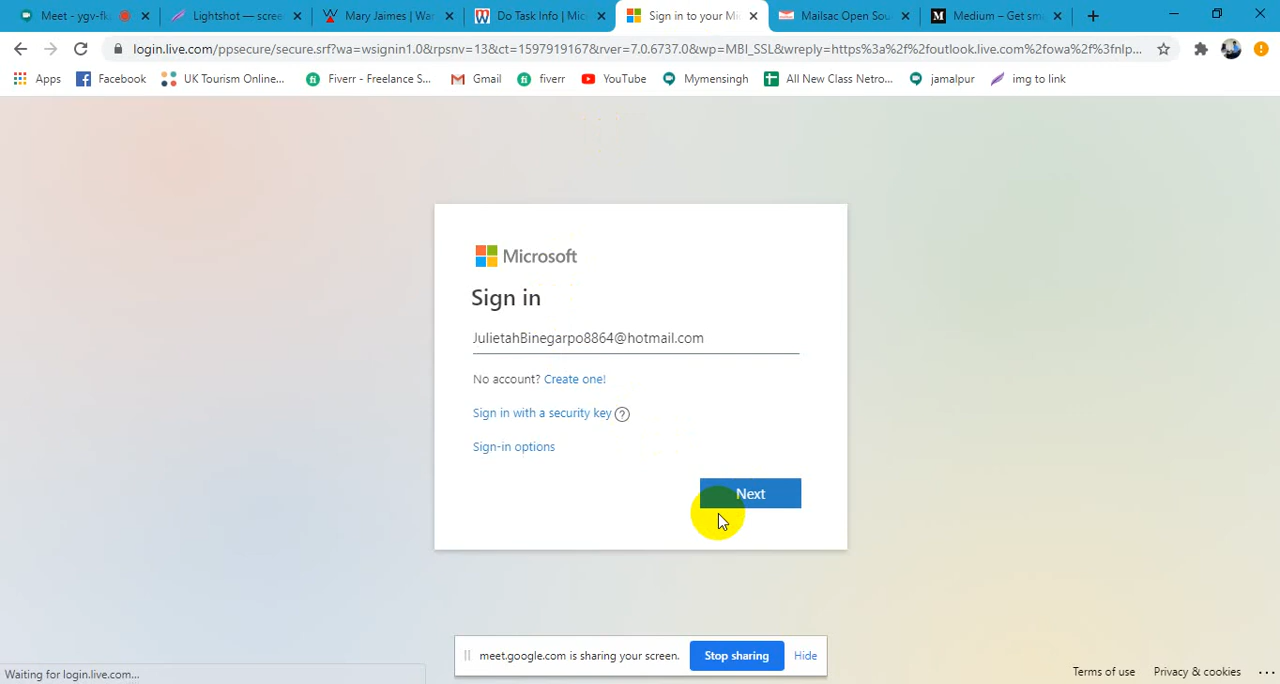 Meet - ygv-fk
Lightshot — scree
Mary Jaimes | Wa
Do Task Info | Mic
Sign in to your Mi
Mailsac Open Sou
Medium – Get sm
login.live.com/ppsecure/secure.srf?wa=wsignin1.0&rpsnv=13&ct=1597919167&rver=7.0.6737.0&wp=MBI_SSL&wreply=https%3a%2f%2foutlook.live.com%2fowa%2f%3fnlp...
Apps Facebook UK Tourism Online... Fiverr - Freelance S... Gmail fiverr YouTube Mymensingh All New Class Netro... jamalpur img to link
Microsoft
Sign in
JulietahBinegarpo8864@hotmail.com
No account? Create one!
Sign in with a security key ?
Sign-in options
Next
meet.google.com is sharing your screen. Stop sharing Hide
Waiting for login.live.com...
Terms of use Privacy & cookies ...